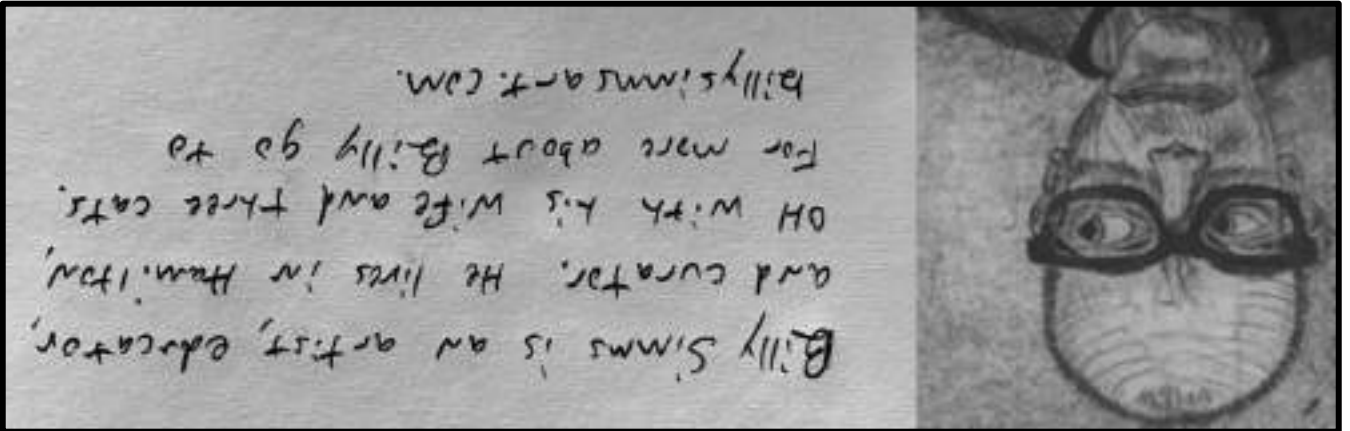 Billy Simms is an artist, educator,
and curator. He lives in Hamilton,
OH with his wife and three cats.
For more about Billy go to
billysimmsart.com.